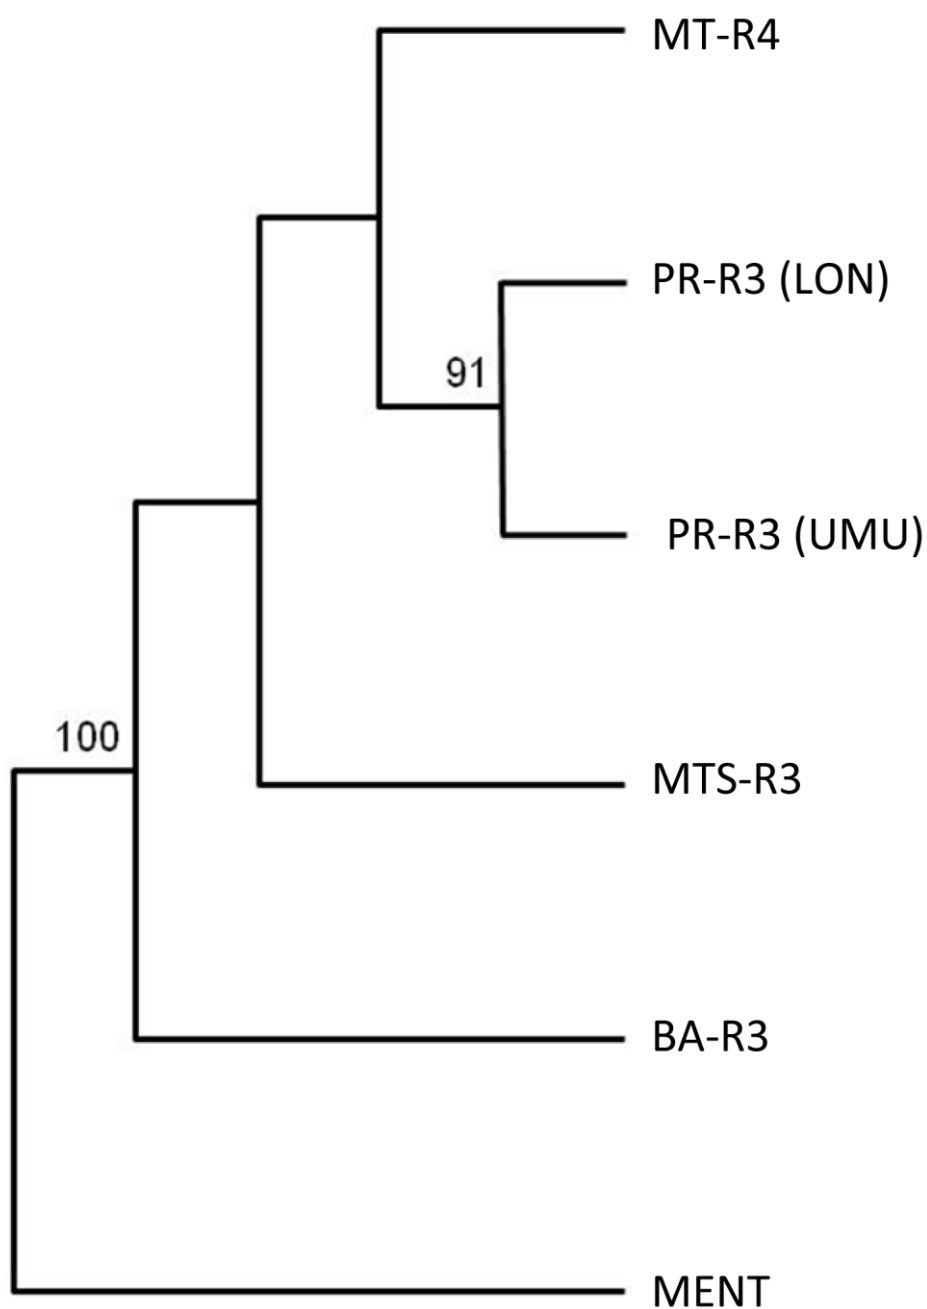 MT-R4
PR-R3 (LON)
91
PR-R3 (UMU)
100
MTS-R3
BA-R3
MENT